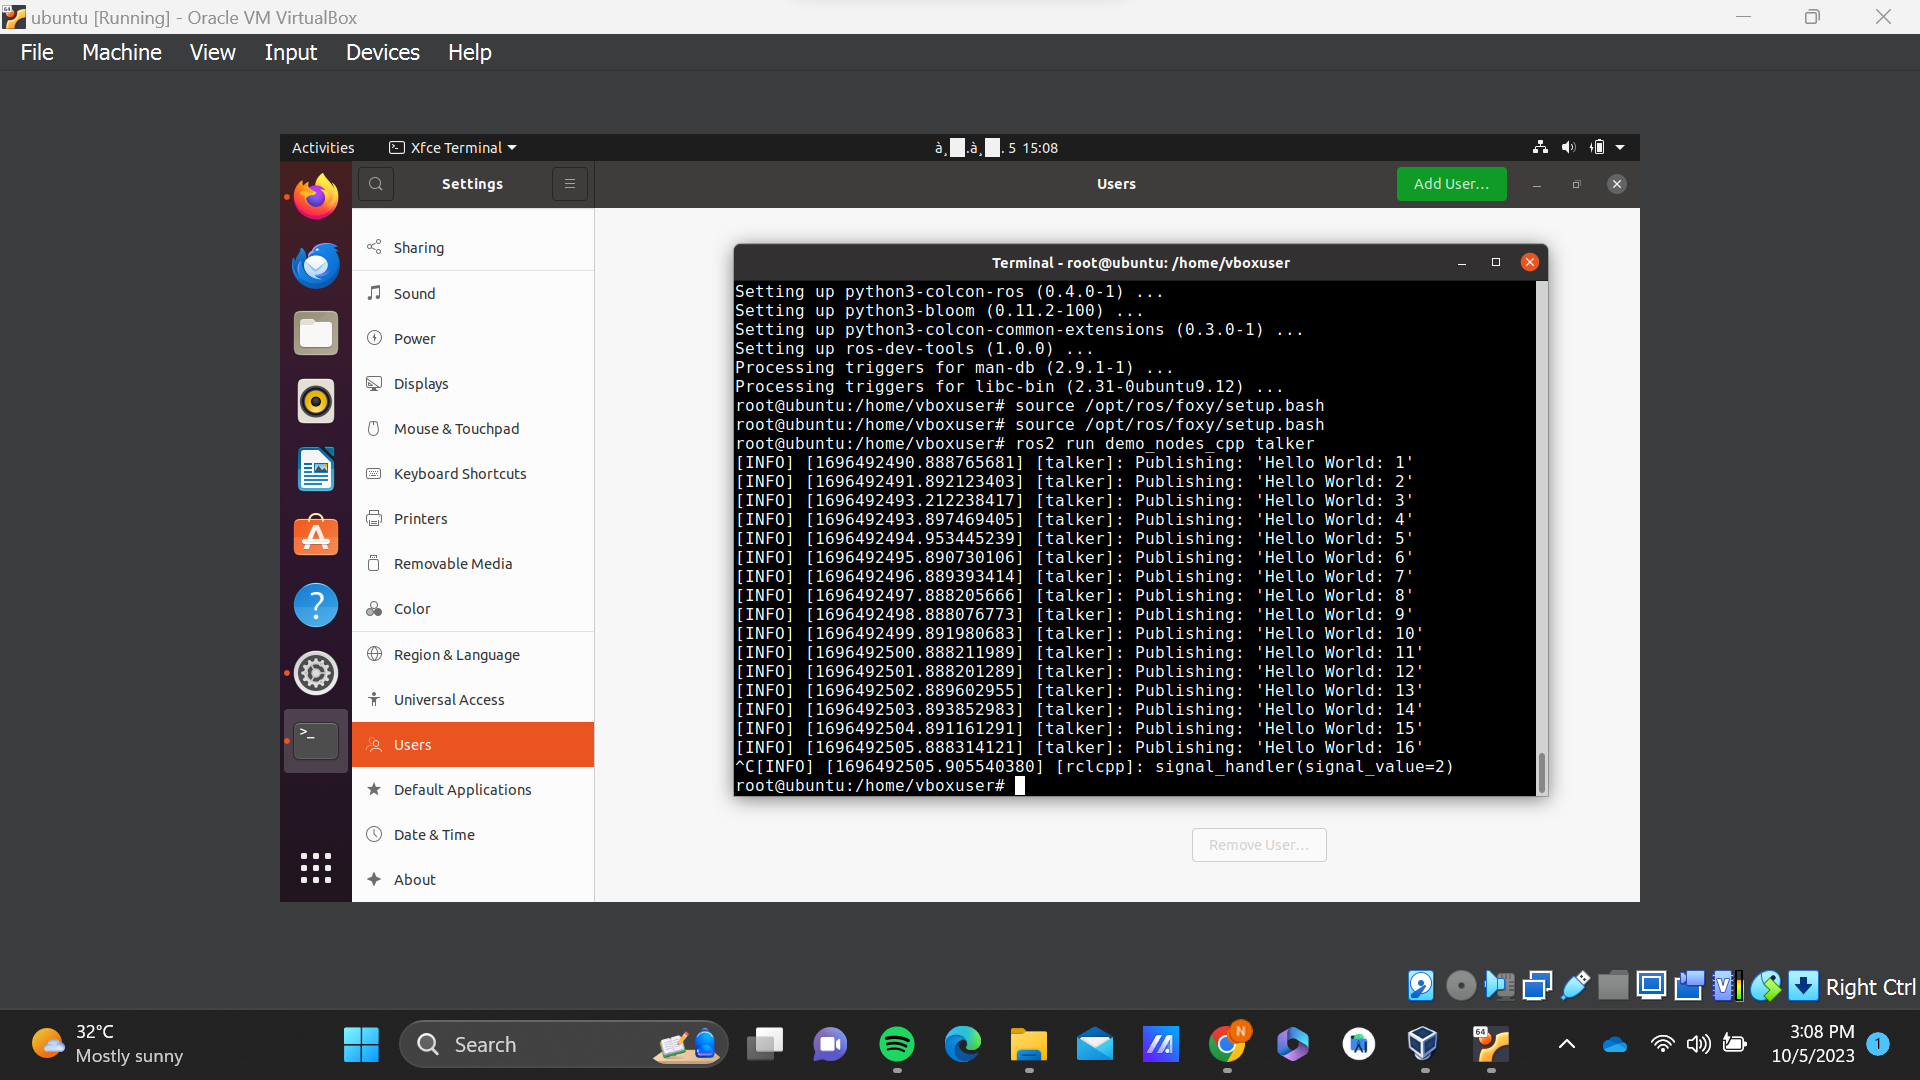 ubuntu [Running] - Oracle VM VirtualBox
File Machine View Input Devices Help
Activities Xfce Terminal . 5 15:08
Settings Users Add User...
Sharing
Sound
Power
Displays
Mouse & Touchpad
Keyboard Shortcuts
Printers
Removable Media
Color
Region & Language
Universal Access
Users
Default Applications
Date & Time
About
Terminal - root@ubuntu: /home/vboxuser
Setting up python3-colcon-ros (0.4.0-1) ...
Setting up python3-bloom (0.11.2-100) ...
Setting up python3-colcon-common-extensions (0.3.0-1) ...
Setting up ros-dev-tools (1.0.0) ...
Processing triggers for man-db (2.9.1-1) ...
Processing triggers for libc-bin (2.31-0ubuntu9.12) ...
root@ubuntu:/home/vboxuser# source /opt/ros/foxy/setup.bash
root@ubuntu:/home/vboxuser# source /opt/ros/foxy/setup.bash
root@ubuntu:/home/vboxuser# ros2 run demo_nodes_cpp talker
[INFO] [1696492490.888765681] [talker]: Publishing: 'Hello World: 1'
[INFO] [1696492491.892123403] [talker]: Publishing: 'Hello World: 2'
[INFO] [1696492493.212238417] [talker]: Publishing: 'Hello World: 3'
[INFO] [1696492493.897469405] [talker]: Publishing: 'Hello World: 4'
[INFO] [1696492494.953445239] [talker]: Publishing: 'Hello World: 5'
[INFO] [1696492495.890730106] [talker]: Publishing: 'Hello World: 6'
[INFO] [1696492496.889393414] [talker]: Publishing: 'Hello World: 7'
[INFO] [1696492497.888205666] [talker]: Publishing: 'Hello World: 8'
[INFO] [1696492498.888076773] [talker]: Publishing: 'Hello World: 9'
[INFO] [1696492499.891980683] [talker]: Publishing: 'Hello World: 10'
[INFO] [1696492500.888211989] [talker]: Publishing: 'Hello World: 11'
[INFO] [1696492501.888201289] [talker]: Publishing: 'Hello World: 12'
[INFO] [1696492502.889602955] [talker]: Publishing: 'Hello World: 13'
[INFO] [1696492503.893852983] [talker]: Publishing: 'Hello World: 14'
[INFO] [1696492504.891161291] [talker]: Publishing: 'Hello World: 15'
[INFO] [1696492505.888314121] [talker]: Publishing: 'Hello World: 16'
^C[INFO] [1696492505.905540380] [rclcpp]: signal_handler(signal_value=2)
root@ubuntu:/home/vboxuser#
Remove User...
Right Ctrl
32°C
Mostly sunny
Search
3:08 PM
10/5/2023
1